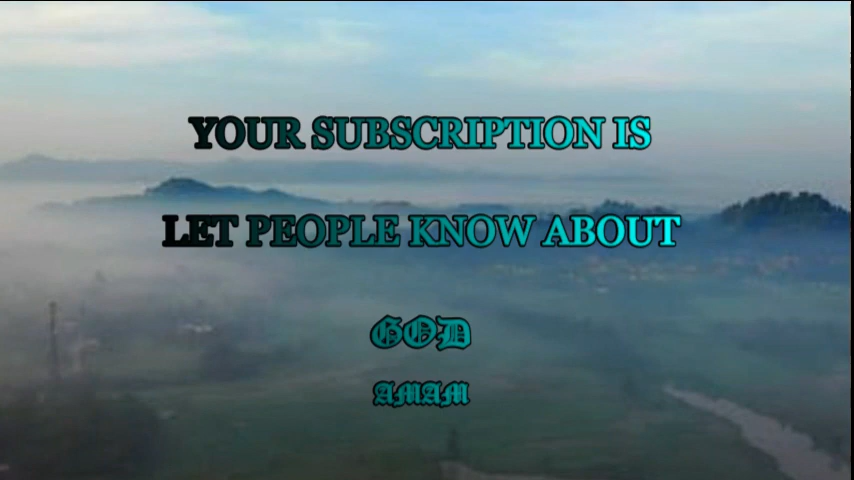 YOUR SUBSCRIPTION IS
LET PEOPLE KNOW ABOUT
GOD
AMAM